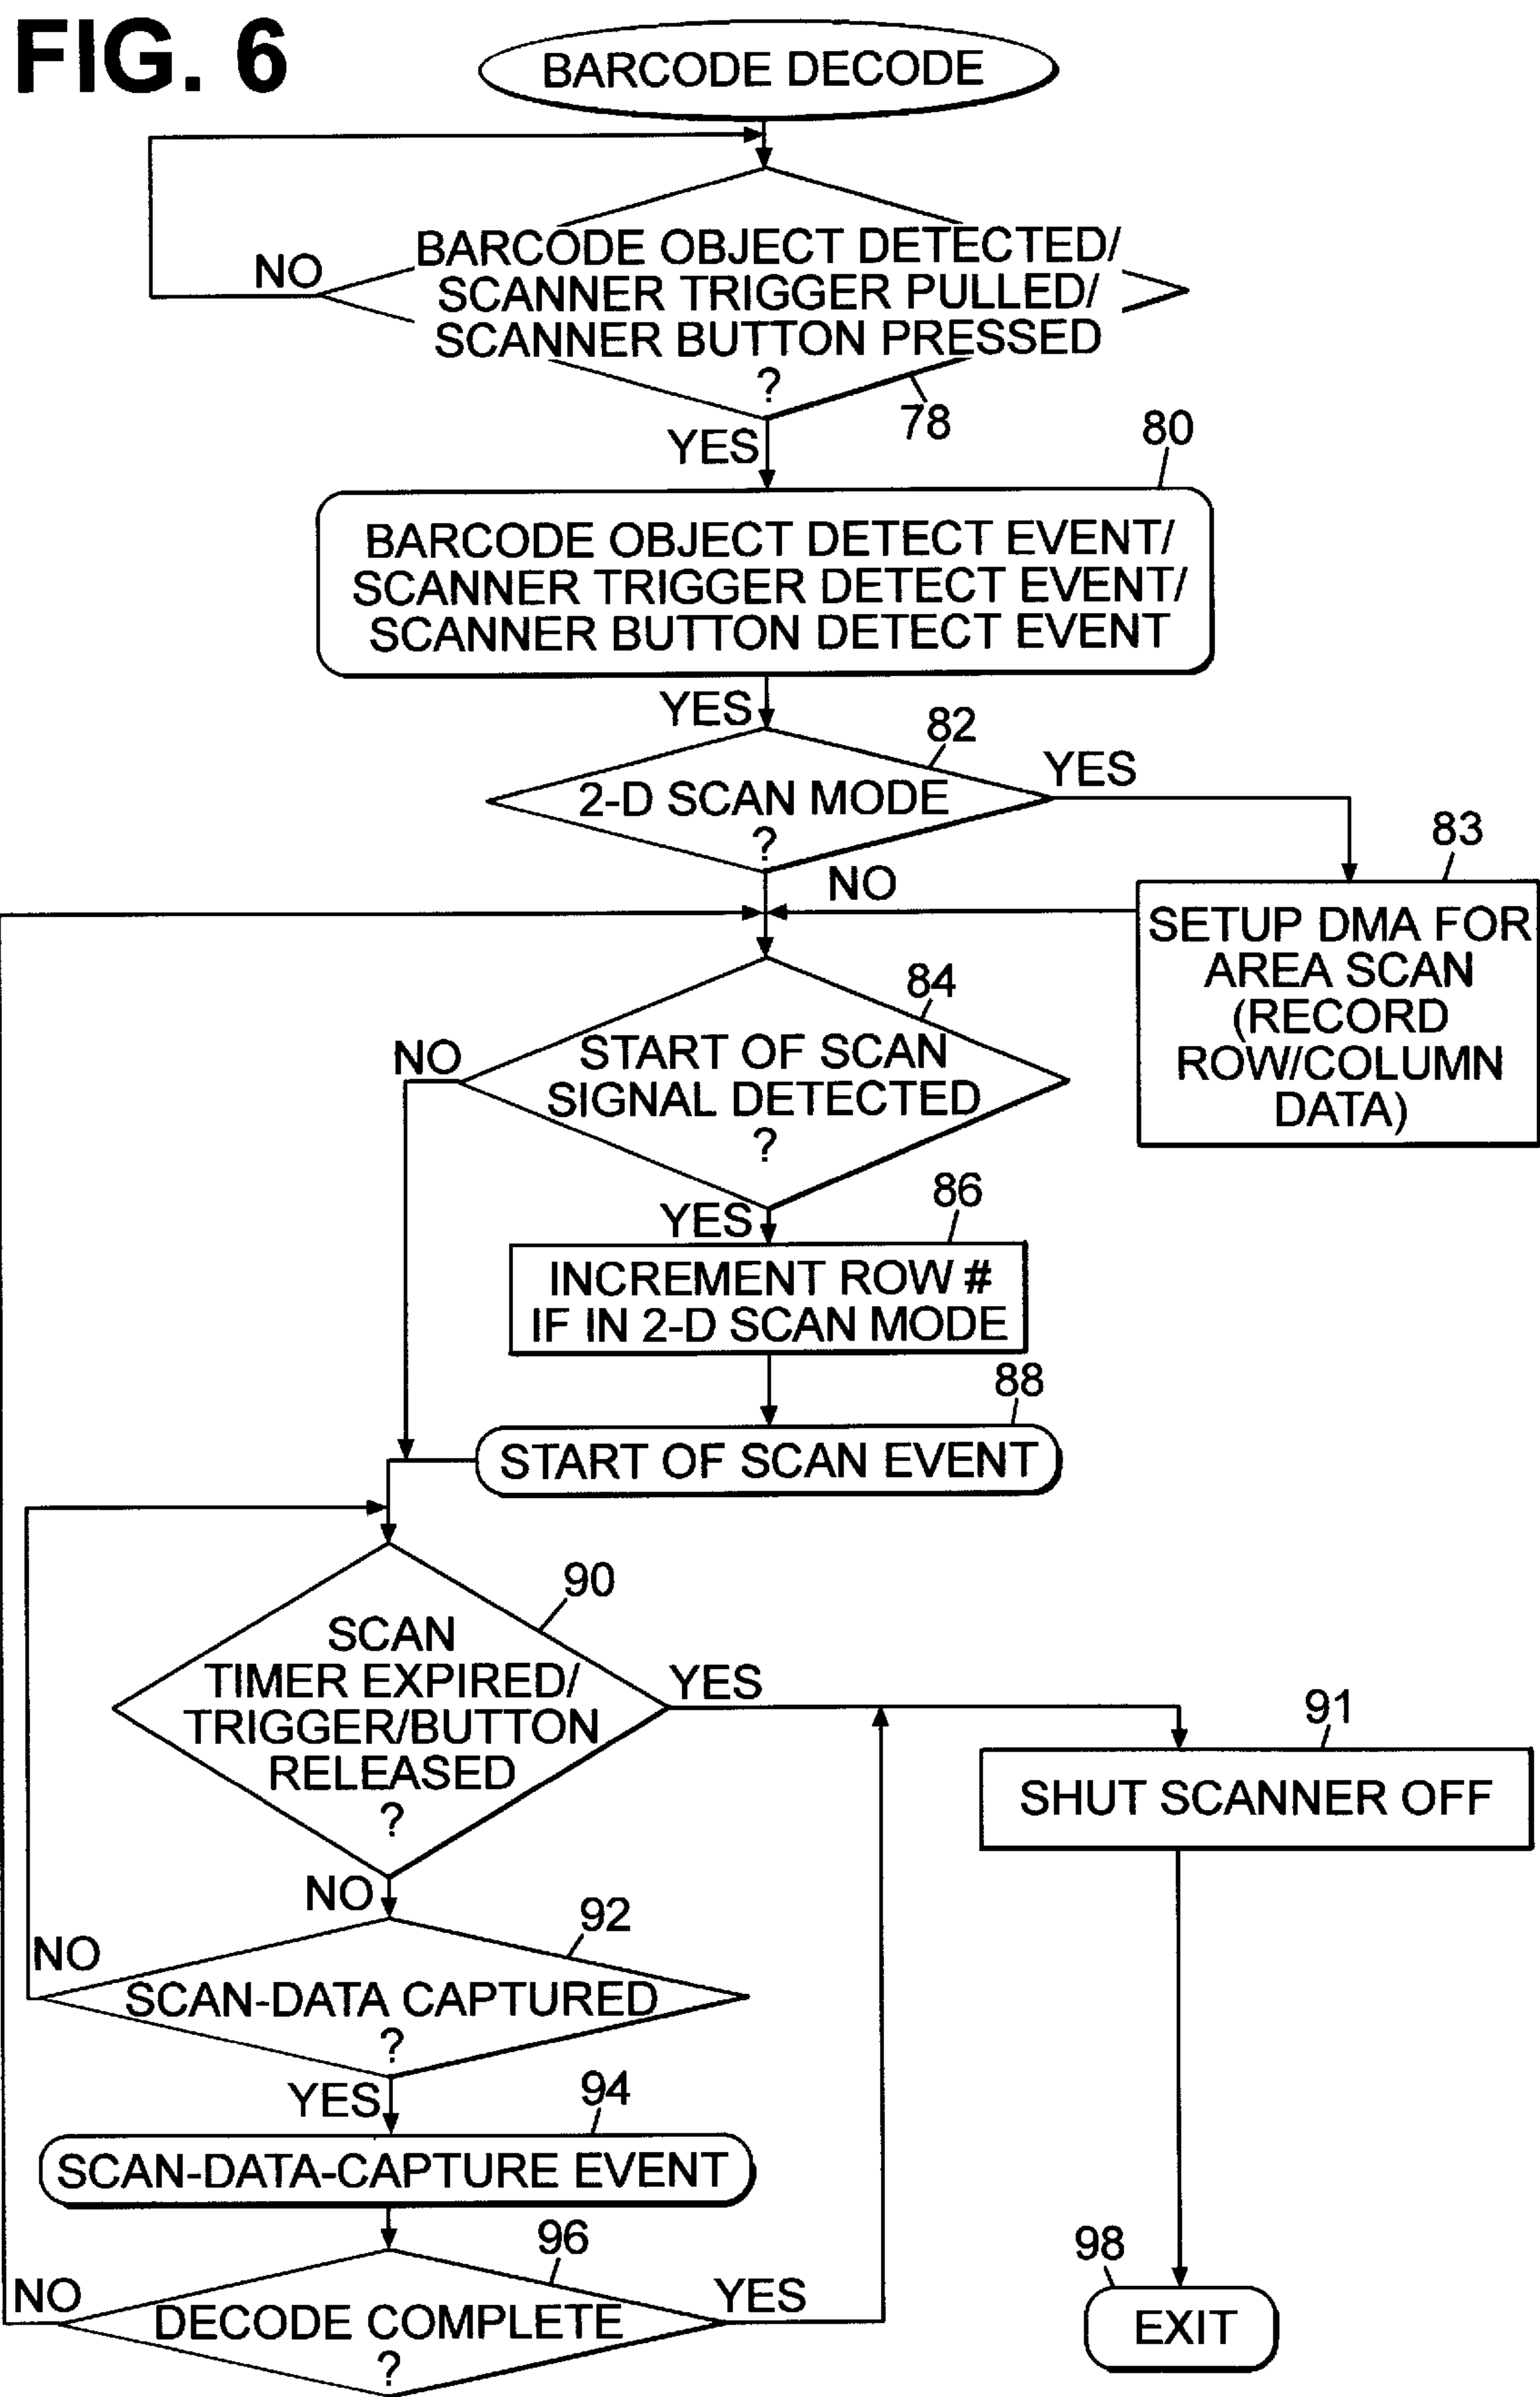 FIG. 6
BARCODE DECODE
BARCODE OBJECT DETECTED/
NO
SCANNER TRIGGER PULLED/
SCANNER BUTTON PRESSED
?
78
YES
80
BARCODE OBJECT DETECT EVENT/
SCANNER TRIGGER DETECT EVENT/
SCANNER BUTTON DETECT EVENT
YES
82
YES
2-D SCAN MODE
?
83
NO
SETUP DMA FOR
AREA SCAN
(RECORD
ROW/COLUMN
DATA)
84
NO
START OF SCAN
SIGNAL DETECTED
?
YES
86
INCREMENT ROW #
IF IN 2-D SCAN MODE
88
START OF SCAN EVENT
90
SCAN
TIMER EXPIRED/
TRIGGER/BUTTON
RELEASED
?
YES
91
SHUT SCANNER OFF
NO
92
NO
SCAN-DATA CAPTURED
?
YES
94
SCAN-DATA-CAPTURE EVENT
96
NO
YES
DECODE COMPLETE
?
98
EXIT